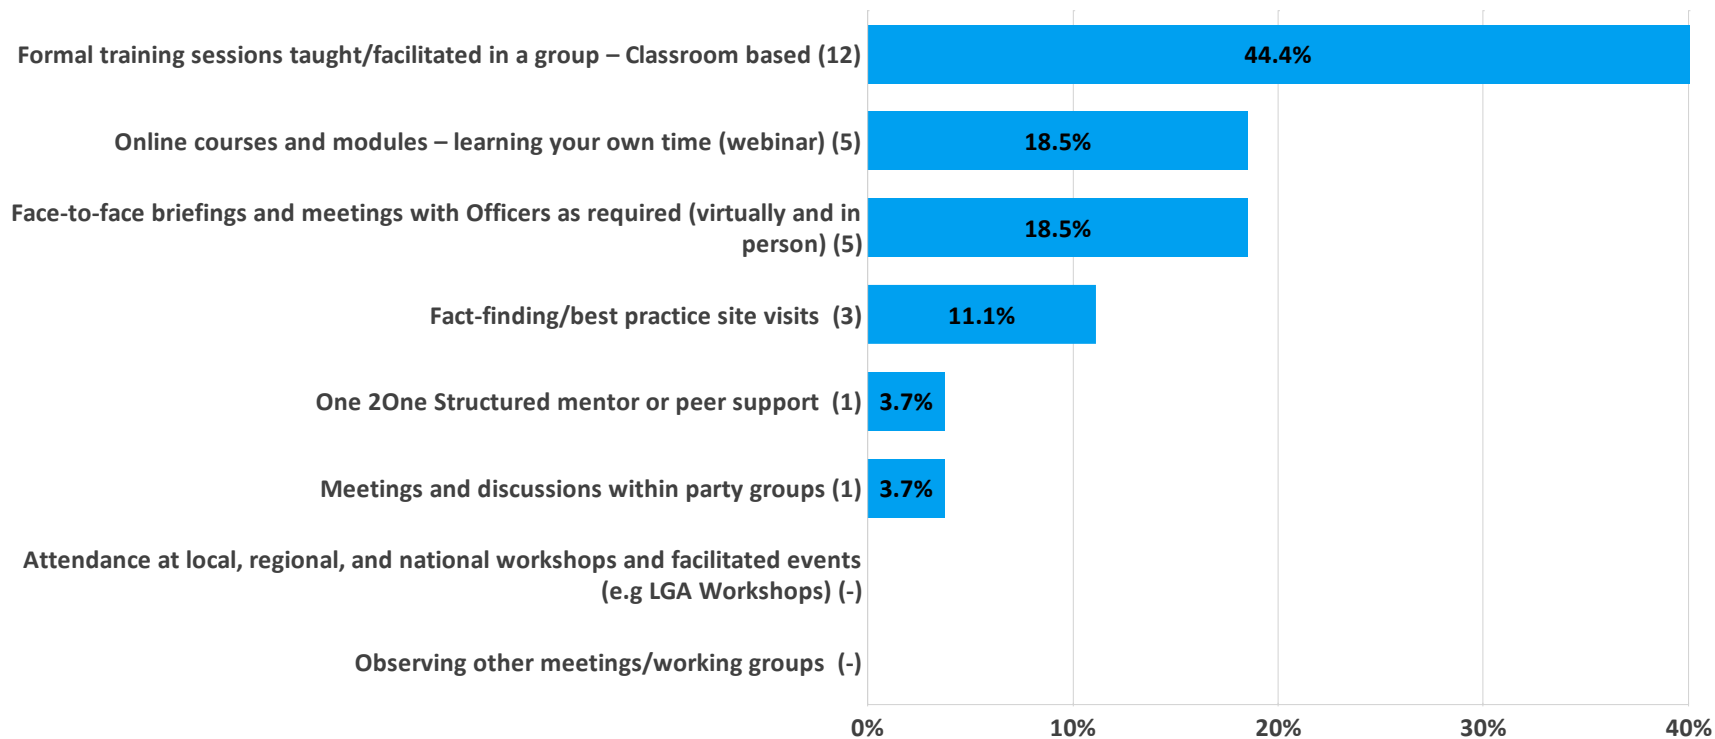 Formal training sessions taught/facilitated in a group – Classroom based (12)
44.4%
Online courses and modules – learning your own time (webinar) (5)
18.5%
Face-to-face briefings and meetings with Officers as required (virtually and in
person) (5)
18.5%
Fact-finding/best practice site visits  (3)
11.1%
One 2One Structured mentor or peer support  (1)
3.7%
Meetings and discussions within party groups (1)
3.7%
Attendance at local, regional, and national workshops and facilitated events
(e.g LGA Workshops) (-)
Observing other meetings/working groups  (-)
0% 10% 20% 30% 40%